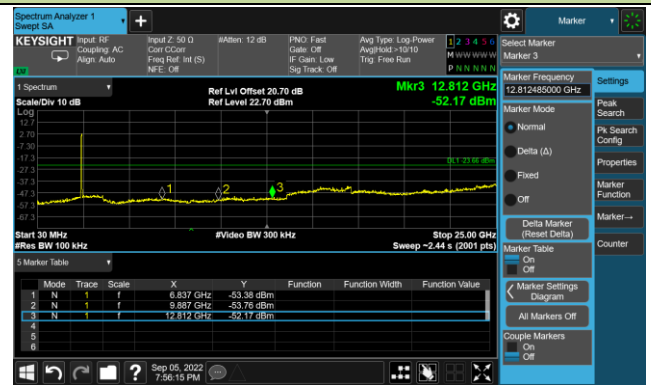 Spectrum Analyzer 1
Swept SA
Marker
KEYSIGHT
Input: RF
Coupling: AC
Align: Auto
Input Z: 50 Ω
Corr CCorr
Freq Ref: Int (S)
NFE: Off
#Atten: 12 dB
PNO: Fast
Gate: Off
IF Gain: Low
Sig Track: Off
Avg Type: Log-Power
Avg|Hold:>10/10
Trig: Free Run
1 2 3 4 5 6
M W W W W W
P N N N N N
Select Marker
Marker 3
1 Spectrum
Ref Lvl Offset 20.70 dB
Mkr3 12.812 GHz
Scale/Div 10 dB
Ref Level 22.70 dBm
-52.17 dBm
Log
12.7
2.70
-7.30
-17.3
-27.3
-37.3
-47.3
-57.3
-67.3
1
2
3
Start 30 MHz
#Video BW 300 kHz
Stop 25.00 GHz
#Res BW 100 kHz
Sweep ~2.44 s (2001 pts)
5 Marker Table
Mode Trace Scale X Y Function Function Width Function Value
1 N 1 f 6.837 GHz -53.38 dBm
2 N 1 f 9.887 GHz -53.76 dBm
3 N 1 f 12.812 GHz -52.17 dBm
4
5
6
Marker Frequency
12.812485000 GHz
Marker Mode
Normal
Delta (Δ)
Fixed
Off
Delta Marker
(Reset Delta)
Marker Table
On
Off
Marker Settings
Diagram
All Markers Off
Couple Markers
On
Off
Settings
Peak
Search
Pk Search
Config
Properties
Marker
Function
Marker→
Counter
Sep 05, 2022
7:56:15 PM